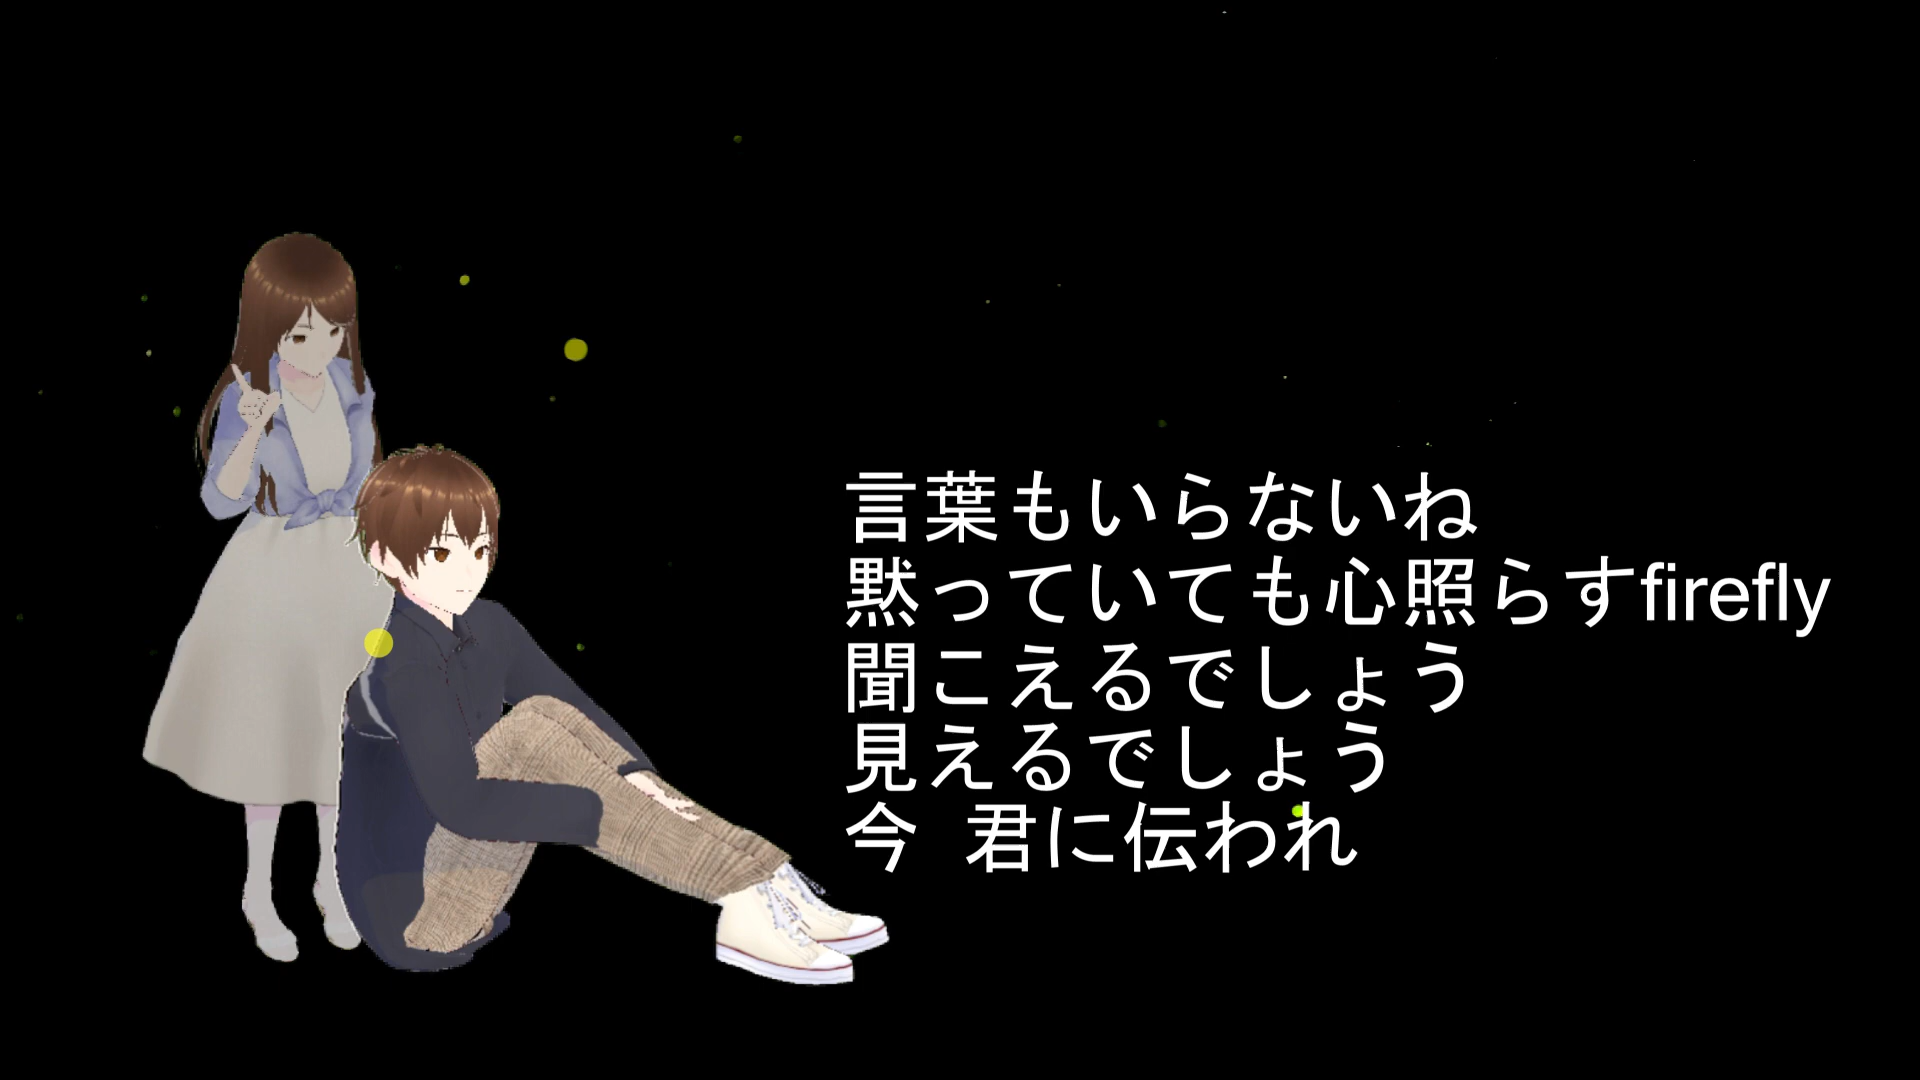 言葉もいらないね
黙っていても心照らすfirefly
聞こえるでしょう
見えるでしょう
今 君に伝われ